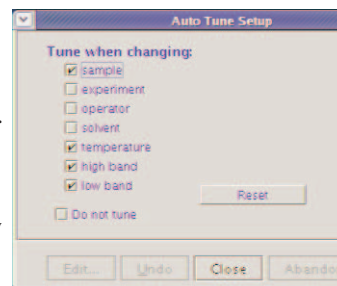 Auto Tune Setup
Tune when changing:
sample
experiment
operator
solvent
temperature
high band
low band
Reset
Do not tune
Edit... Undo Close Abando